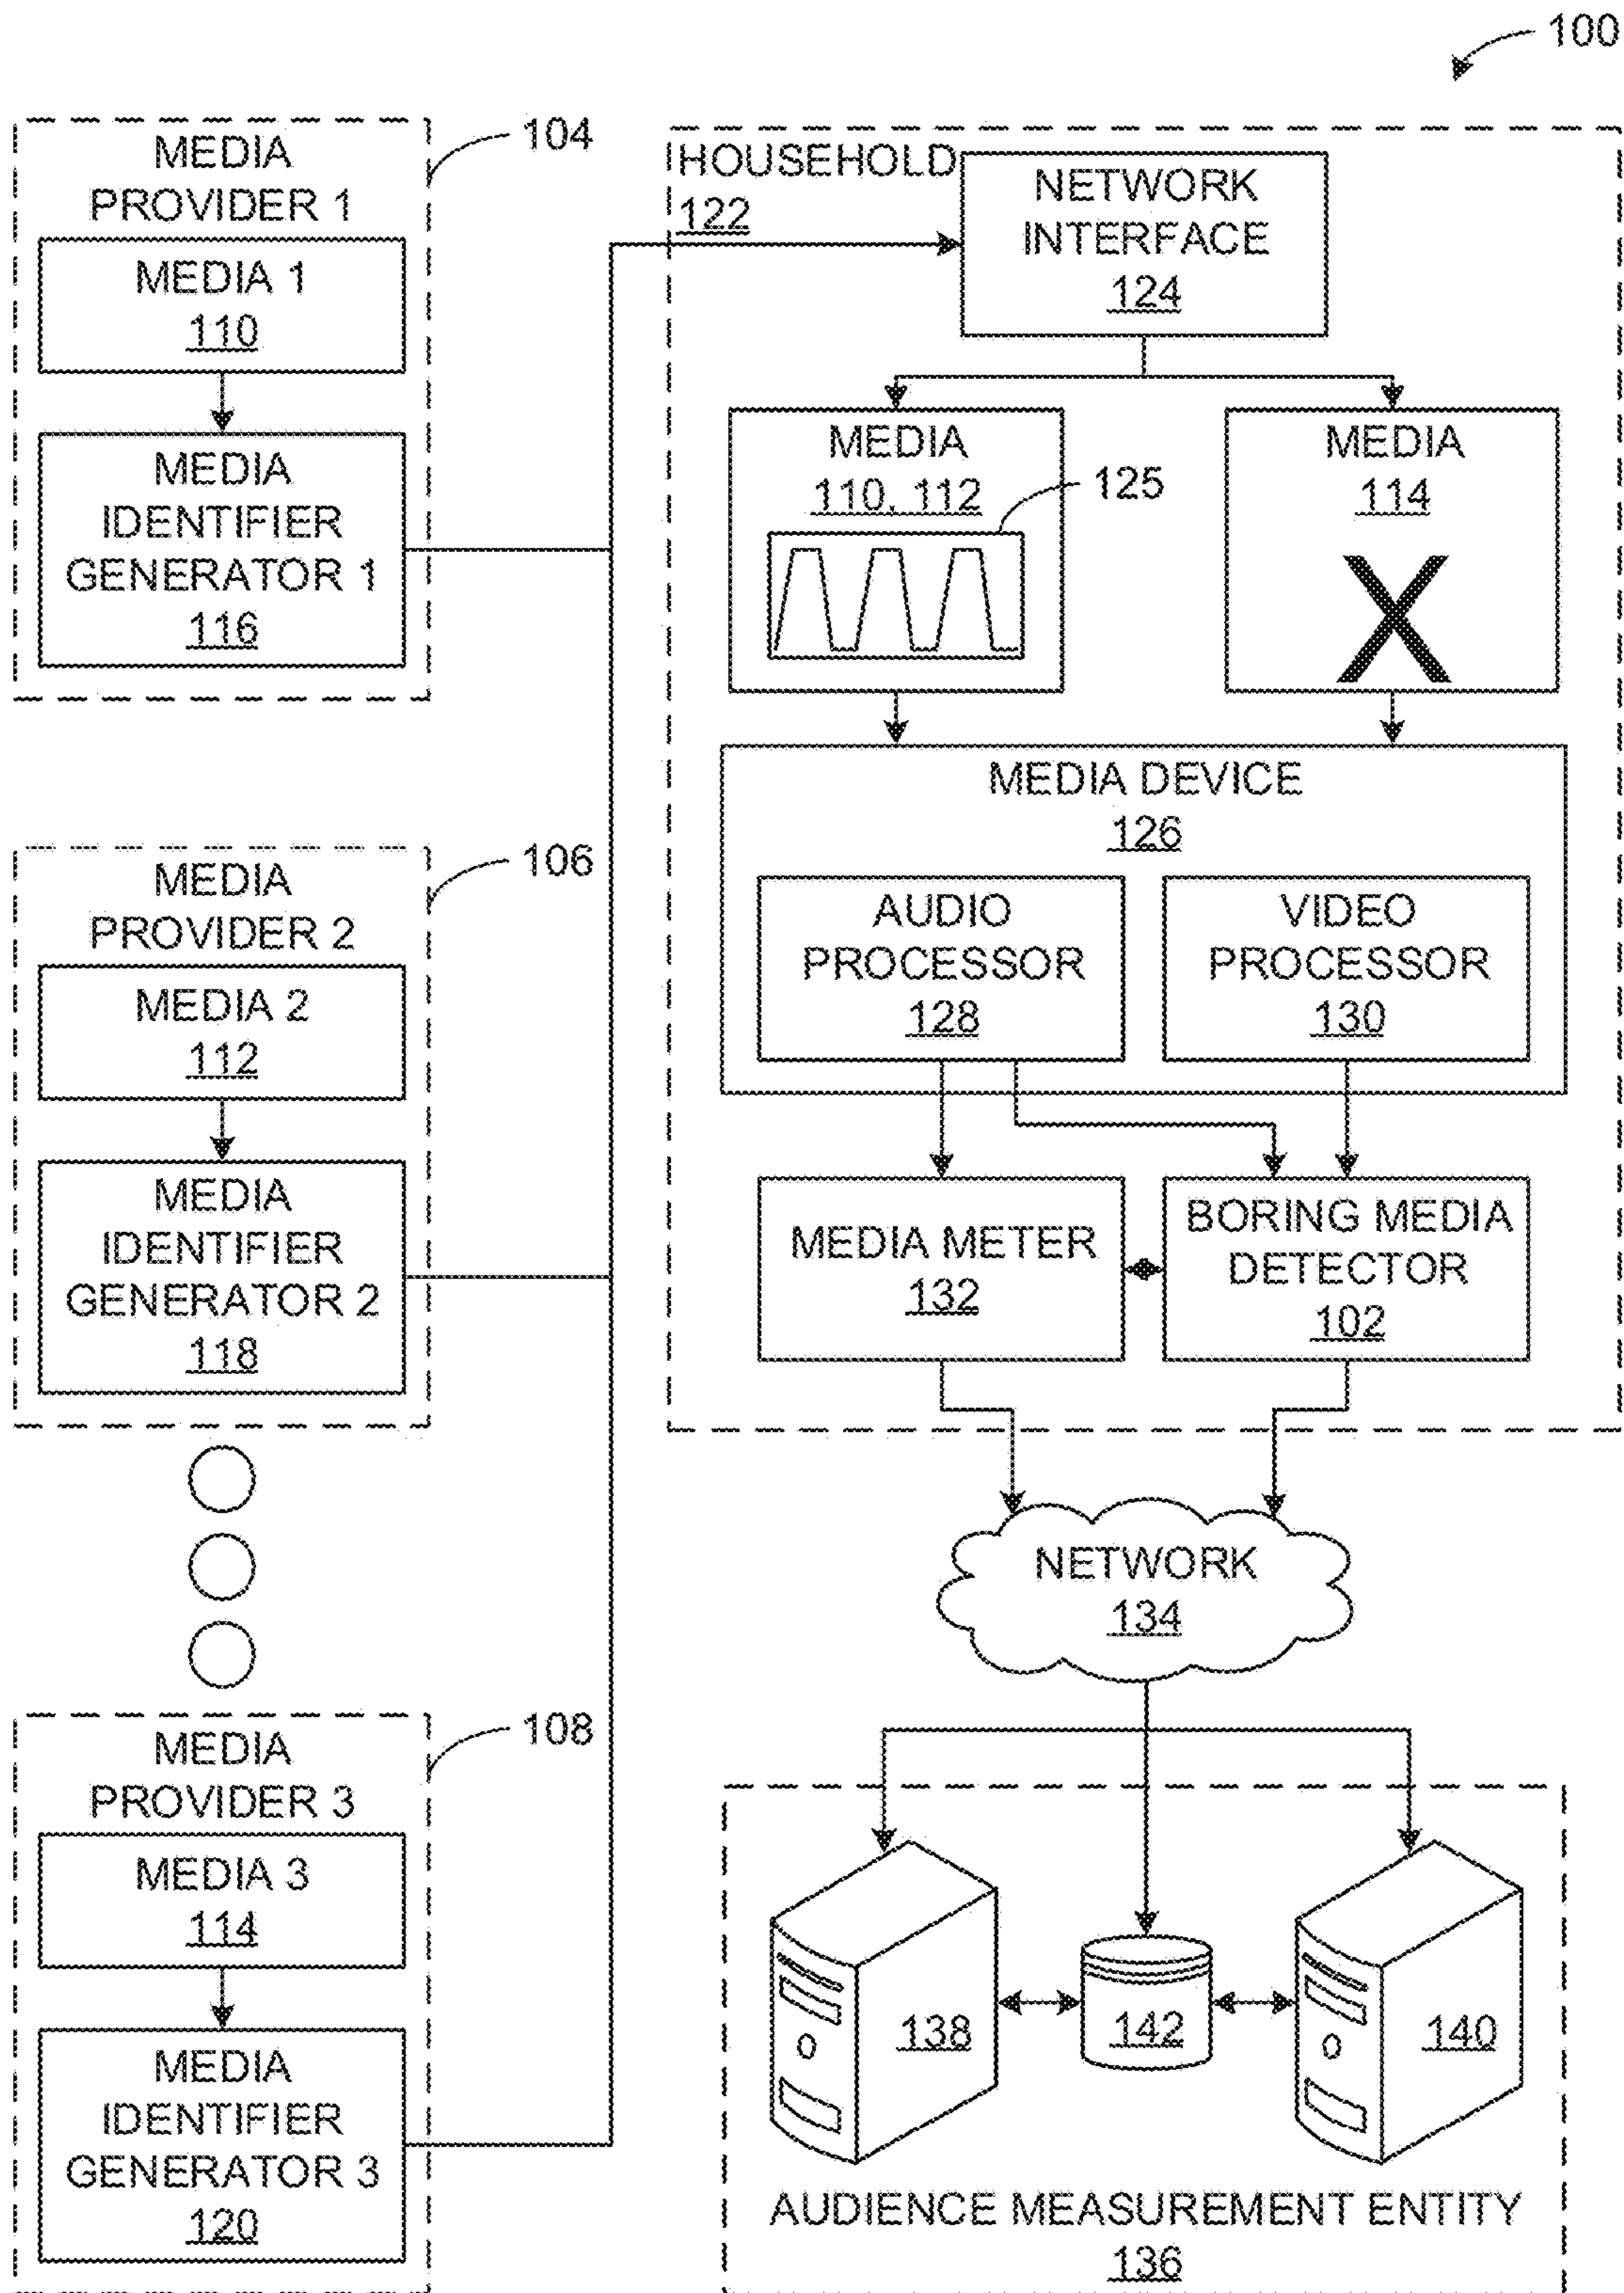 100
104
MEDIA
PROVIDER 1
MEDIA 1
110
MEDIA
IDENTIFIER
GENERATOR 1
116
106
MEDIA
PROVIDER 2
MEDIA 2
112
MEDIA
IDENTIFIER
GENERATOR 2
118
108
MEDIA
PROVIDER 3
MEDIA 3
114
MEDIA
IDENTIFIER
GENERATOR 3
120
HOUSEHOLD
122
NETWORK
INTERFACE
124
MEDIA
110, 112
125
MEDIA
114
X
MEDIA DEVICE
126
AUDIO
PROCESSOR
128
VIDEO
PROCESSOR
130
MEDIA METER
132
BORING MEDIA
DETECTOR
102
NETWORK
134
138
142
140
AUDIENCE MEASUREMENT ENTITY
136